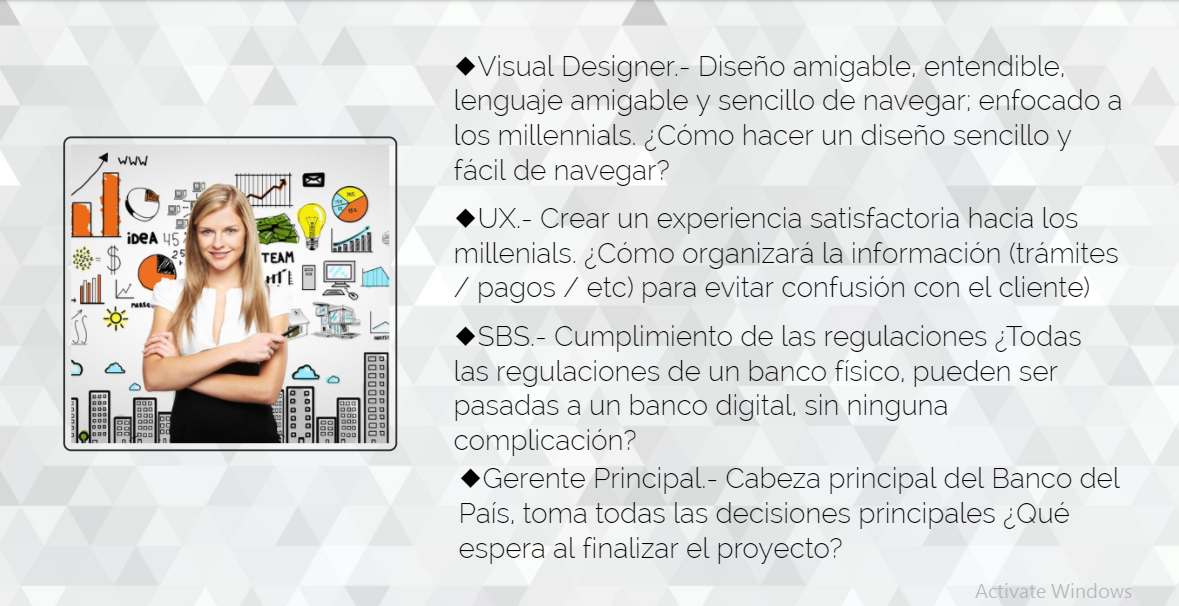 ◆Visual Designer.- Diseño amigable, entendible,
lenguaje amigable y sencillo de navegar; enfocado a
los millennials. ¿Cómo hacer un diseño sencillo y
fácil de navegar?
◆UX.- Crear un experiencia satisfactoria hacia los
millenials. ¿Cómo organizará la información (trámites
/ pagos / etc) para evitar confusión con el cliente)
◆SBS.- Cumplimiento de las regulaciones ¿Todas
las regulaciones de un banco físico, pueden ser
pasadas a un banco digital, sin ninguna
complicación?
◆Gerente Principal.- Cabeza principal del Banco del
País, toma todas las decisiones principales ¿Qué
espera al finalizar el proyecto?
www
iDEA
TEAM
Activate Windows